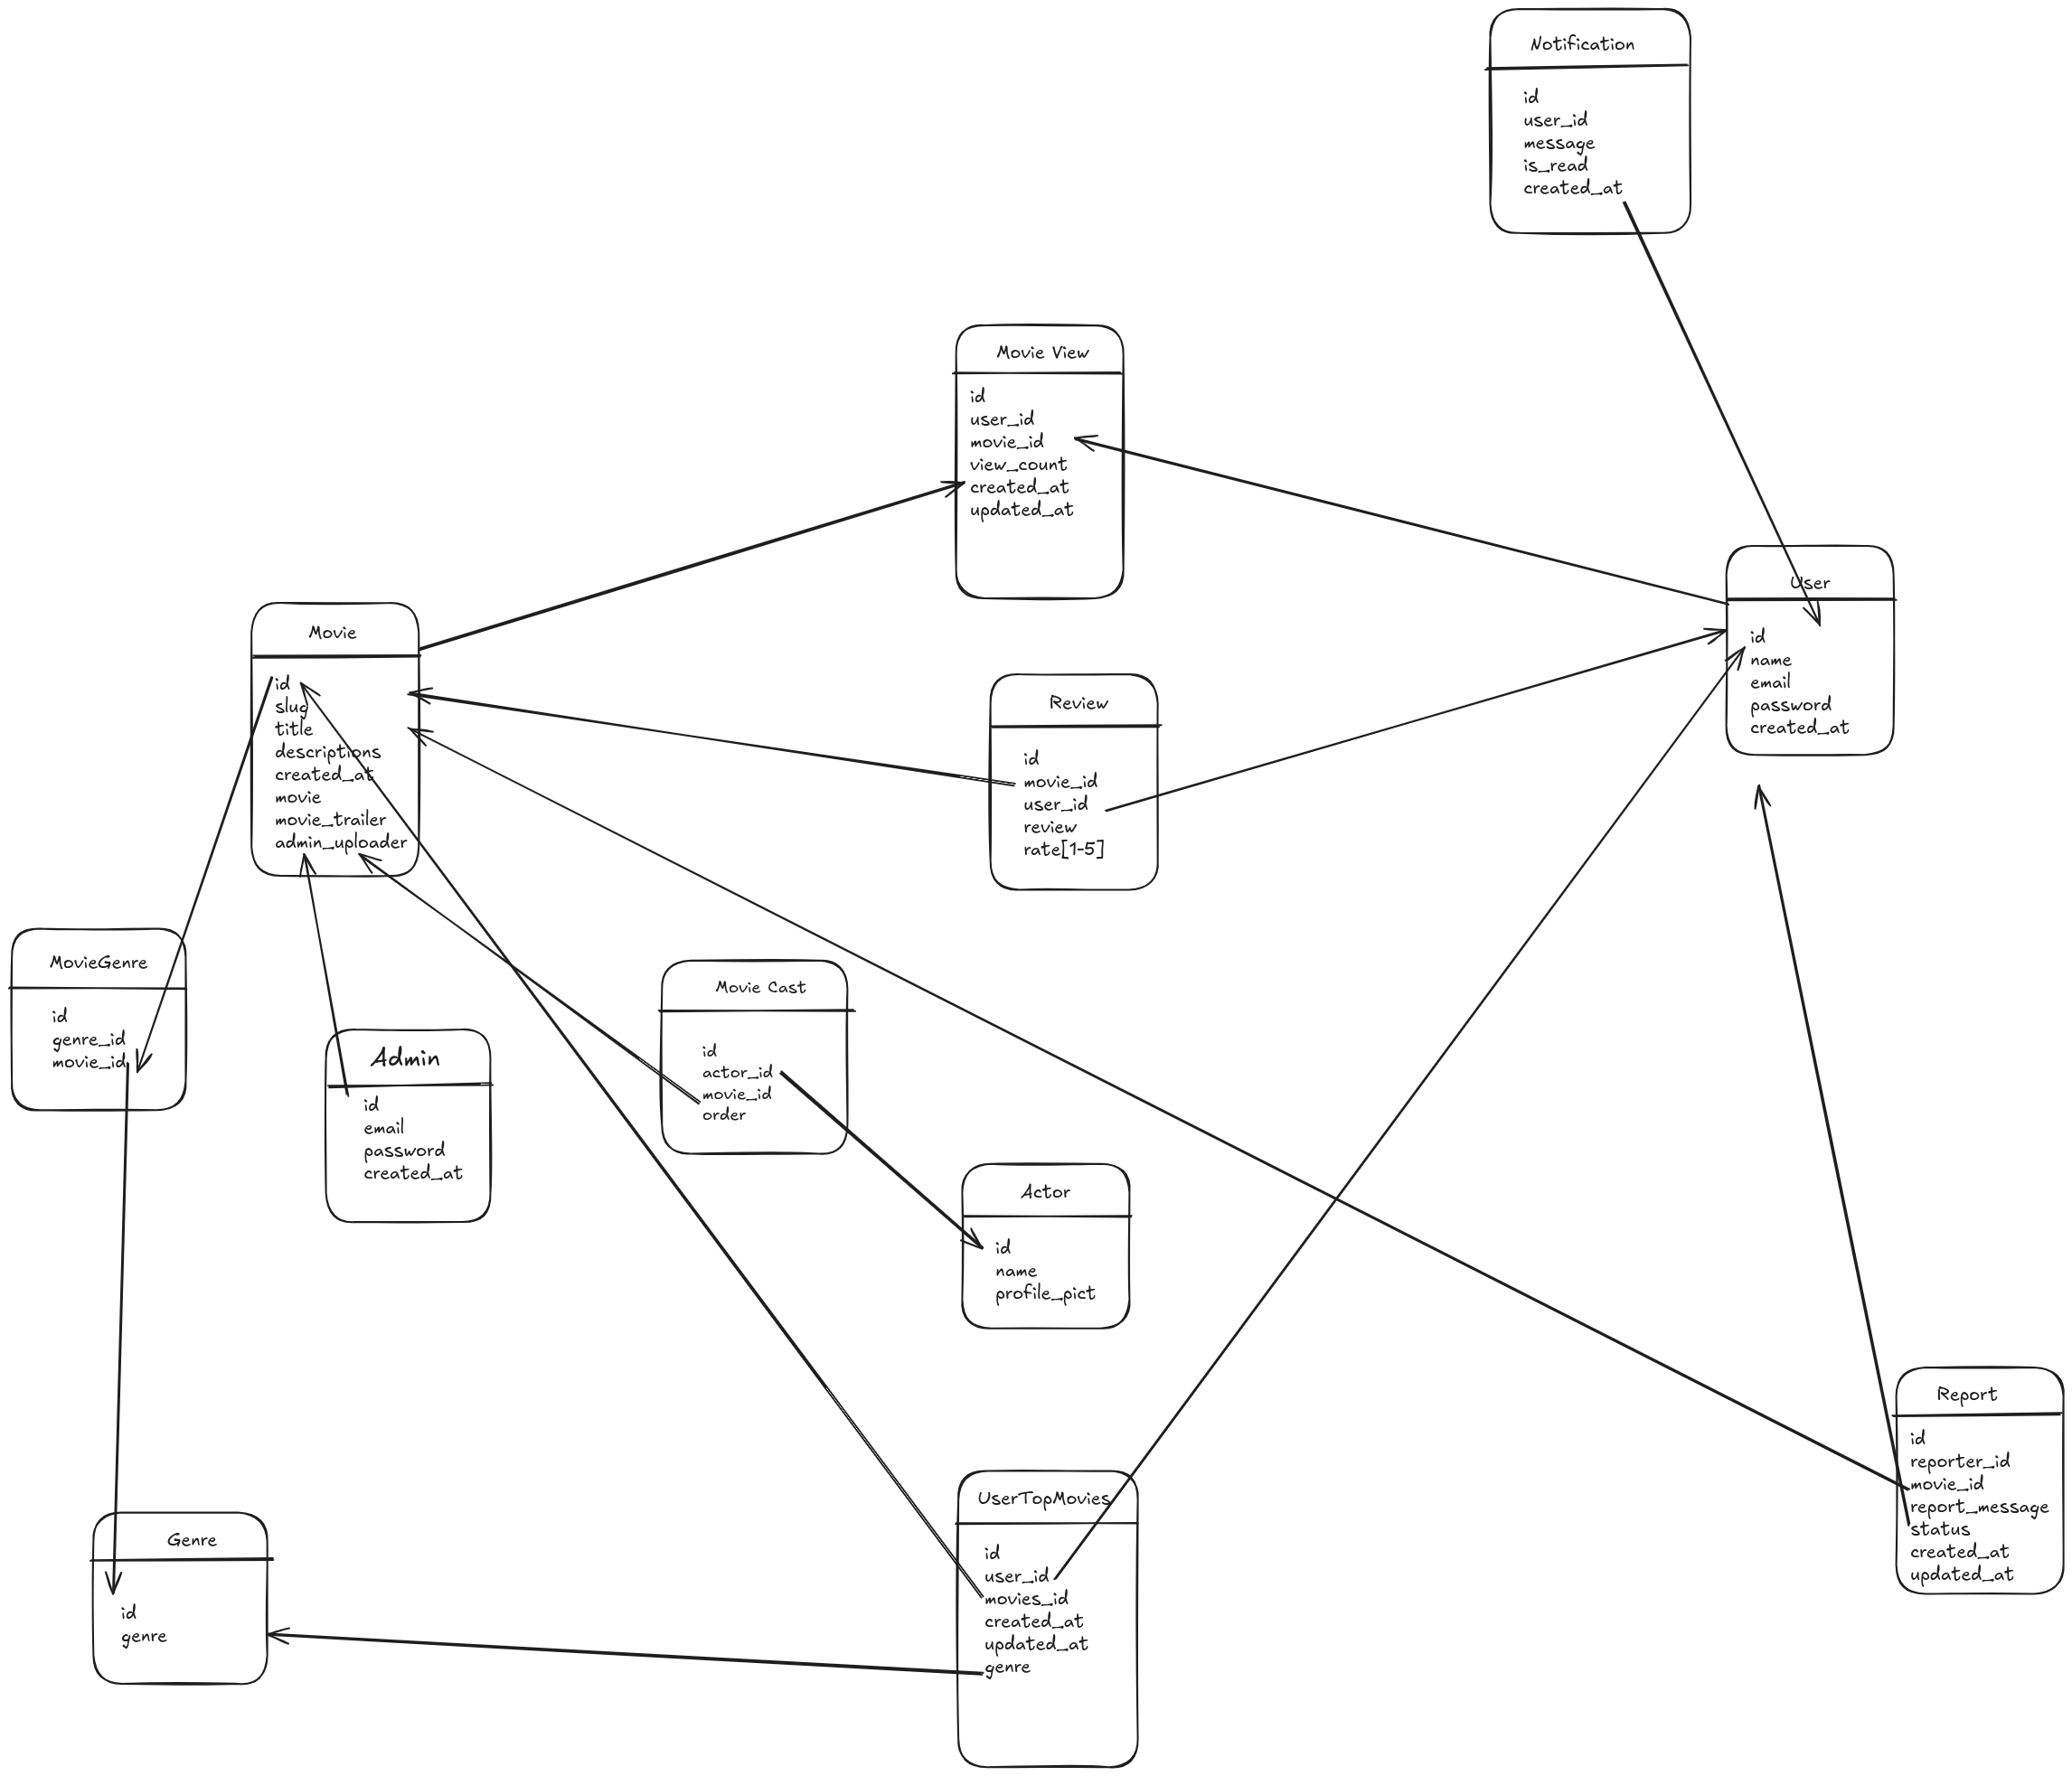 Notification
id
user_id
message
is_read
created_at
Movie View
id
user_id
movie_id
view_count
created_at
updated_at
User
id
name
email
password
created_at
Movie
id
slug
title
descriptions
created_at
movie
movie_trailer
admin_uploader
Review
id
movie_id
user_id
review
rate[1-5]
MovieGenre
id
genre_id
movie_id
Admin
id
email
password
created_at
Movie Cast
id
actor_id
movie_id
order
Actor
id
name
profile_pict
Report
id
reporter_id
movie_id
report_message
status
created_at
updated_at
UserTopMovies
id
user_id
movies_id
created_at
updated_at
genre
Genre
id
genre